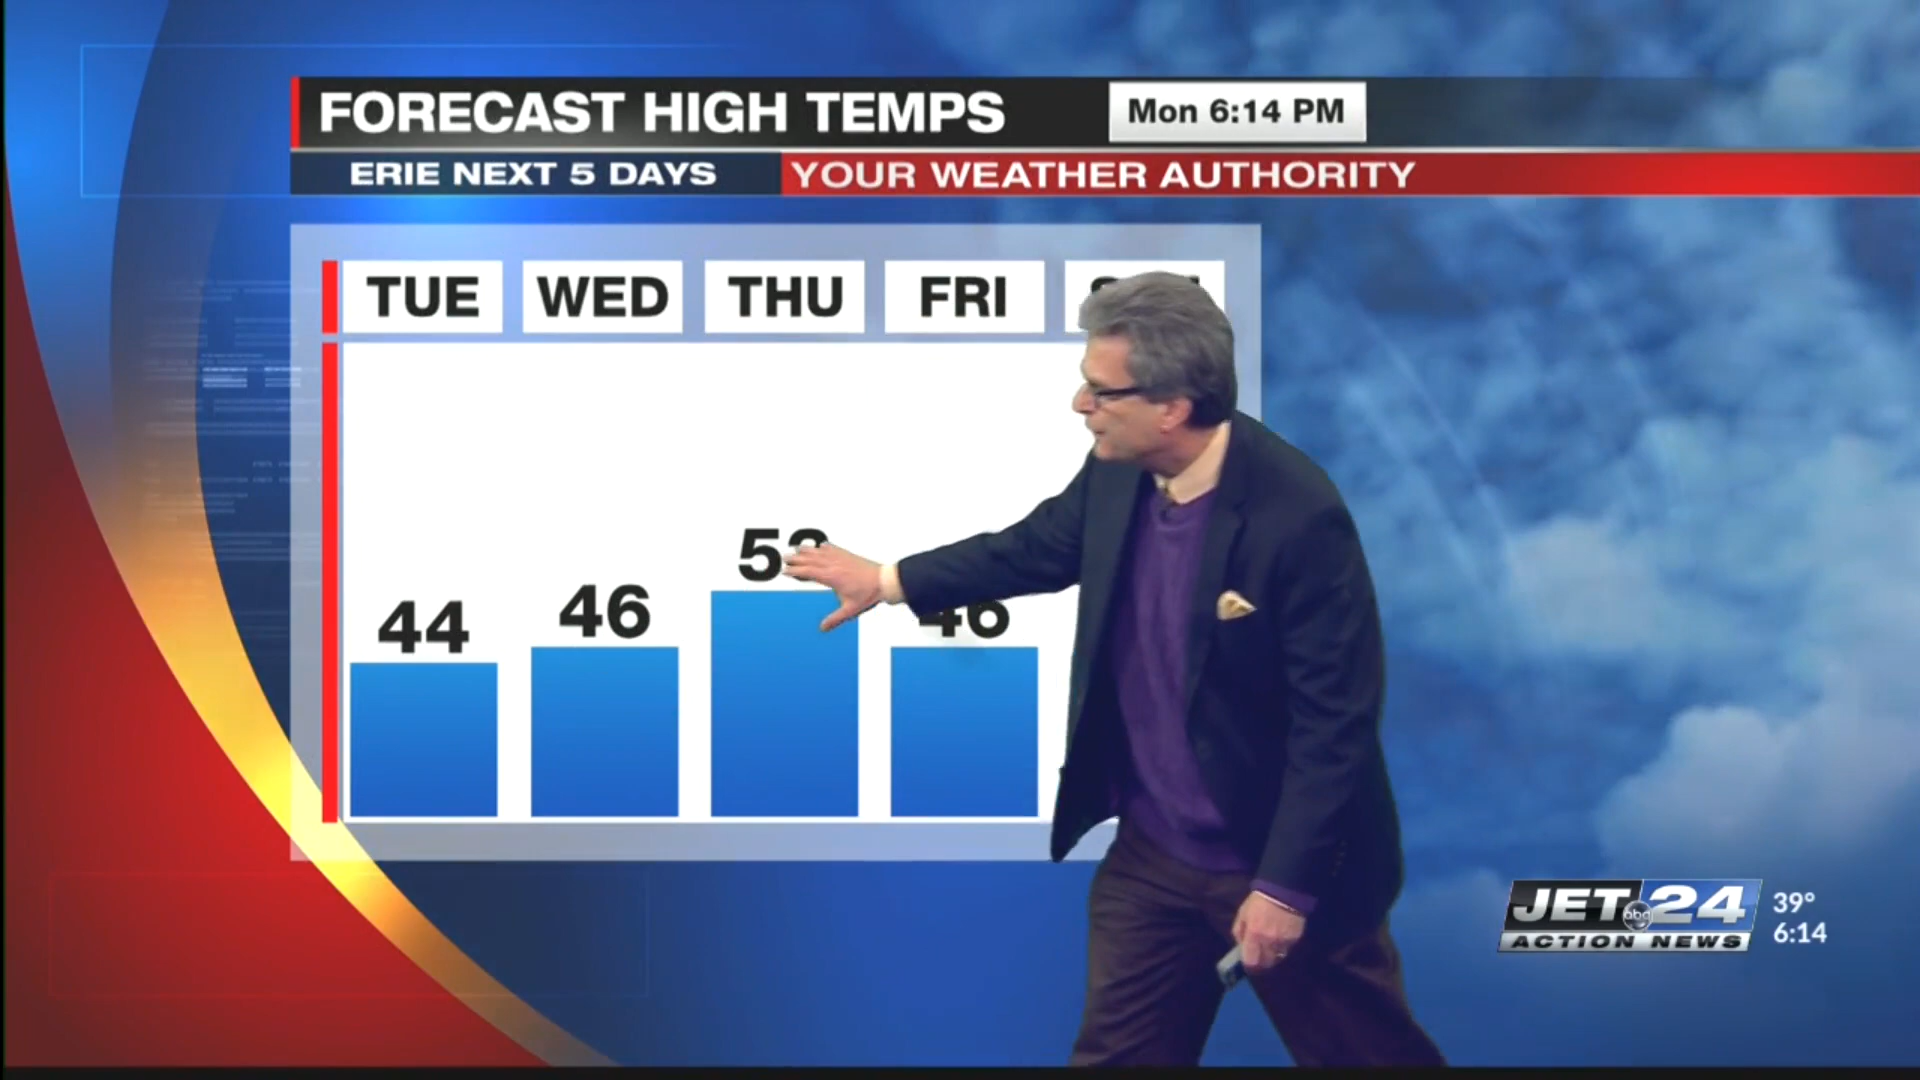 FORECAST HIGH TEMPS
Mon 6:14 PM
ERIE NEXT 5 DAYS
YOUR WEATHER AUTHORITY
TUE WED THU FRI
44 46 46
JET 24
abc
ACTION NEWS
39°
6:14